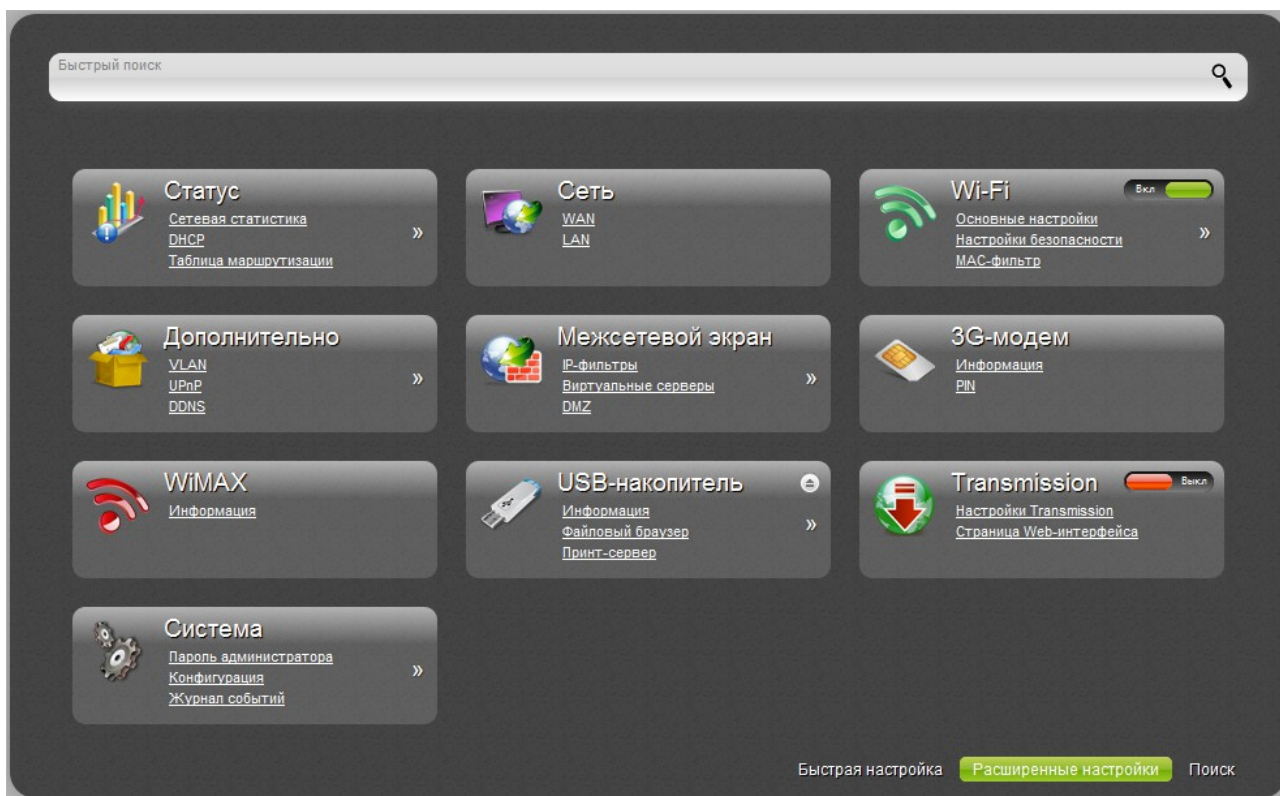 Быстрый поиск
Статус
Сетевая статистика
DHCP
Таблица маршрутизации
»
Сеть
WAN
LAN
Wi-Fi
Вкл
Основные настройки
Настройки безопасности
MAC-фильтр
»
Дополнительно
VLAN
UPnP
DDNS
»
Межсетевой экран
IP-фильтры
Виртуальные серверы
DMZ
»
3G-модем
Информация
PIN
WiMAX
Информация
USB-накопитель
Информация
Файловый браузер
Принт-сервер
»
Transmission
Выкл
Настройки Transmission
Страница Web-интерфейса
Система
Пароль администратора
Конфигурация
Журнал событий
»
Быстрая настройка
Расширенные настройки
Поиск